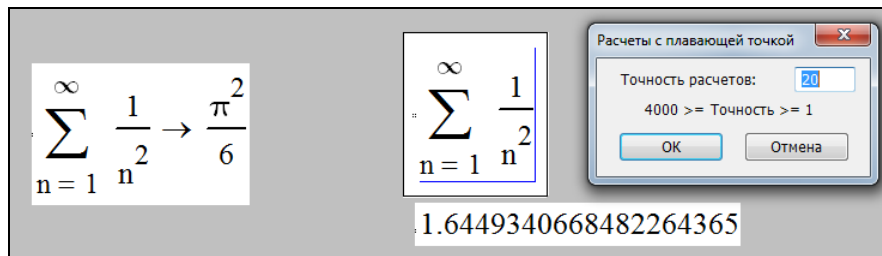 ∞
∑ 1/n² → π²/6
n = 1
∞
∑ 1/n²
n = 1
Расчеты с плавающей точкой
Точность расчетов: 20
4000 >= Точность >= 1
OK Отмена
1.6449340668482264365